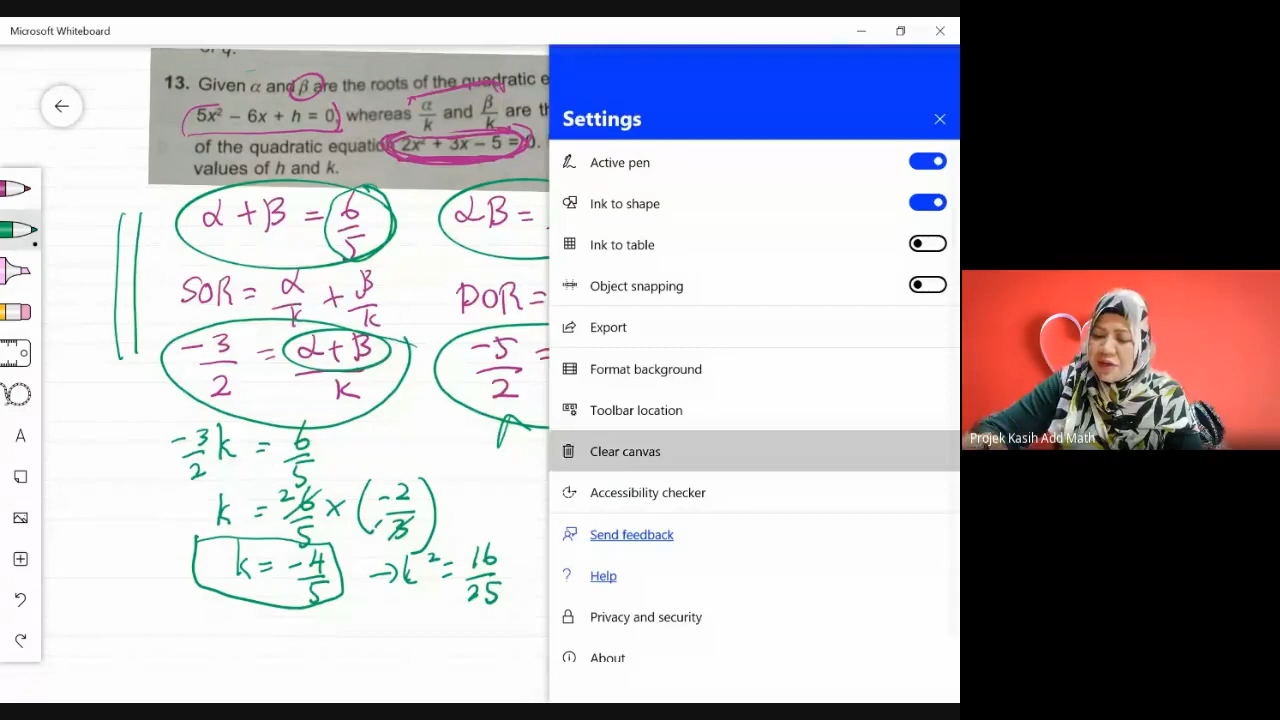 Microsoft Whiteboard
13. Given α and β are the roots of the quadratic e
5x² − 6x + h = 0, whereas α/k and β/k are th
of the quadratic equation 2x² + 3x − 5 = 0.
values of h and k.
α + β = 6/5
αβ =
SOR = α/k + β/k
POR =
-3/2 = α+β/k
-5/2 =
-3/2 k = 6/5
k = 2 6/5 × (-2/3)
k = -4/5 → k² = 16/25
Settings
Active pen
Ink to shape
Ink to table
Object snapping
Export
Format background
Toolbar location
Clear canvas
Accessibility checker
Send feedback
Help
Privacy and security
About
Projek Kasih Add Math